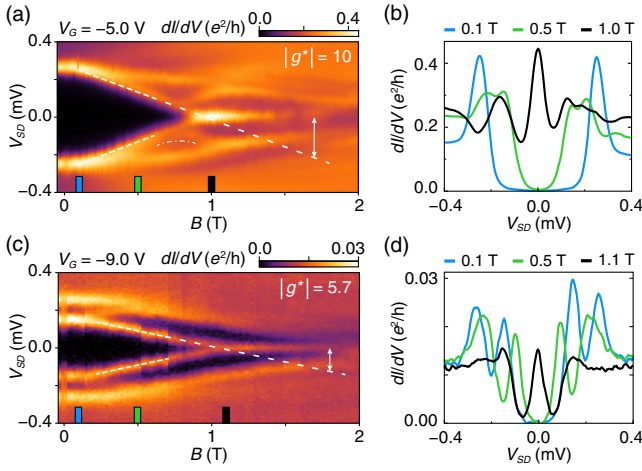 (a) V_G = −5.0 V dI/dV (e²/h) 0.0 2.4
|g*| = 10
V_SD (mV)
0.4
0.0
−0.4
0 1 2
B (T)
(b) 0.1 T 0.5 T 1.0 T
dI/dV (e²/h)
0.4
0.2
0.0
−0.4 0.0 0.4
V_SD (mV)
(c) V_G = −9.0 V dI/dV (e²/h) 0.0 0.03
|g*| = 5.7
V_SD (mV)
0.4
0.0
−0.4
0 1 2
B (T)
(d) 0.1 T 0.5 T 1.1 T
dI/dV (e²/h)
0.03
0.00
−0.4 0.0 0.4
V_SD (mV)